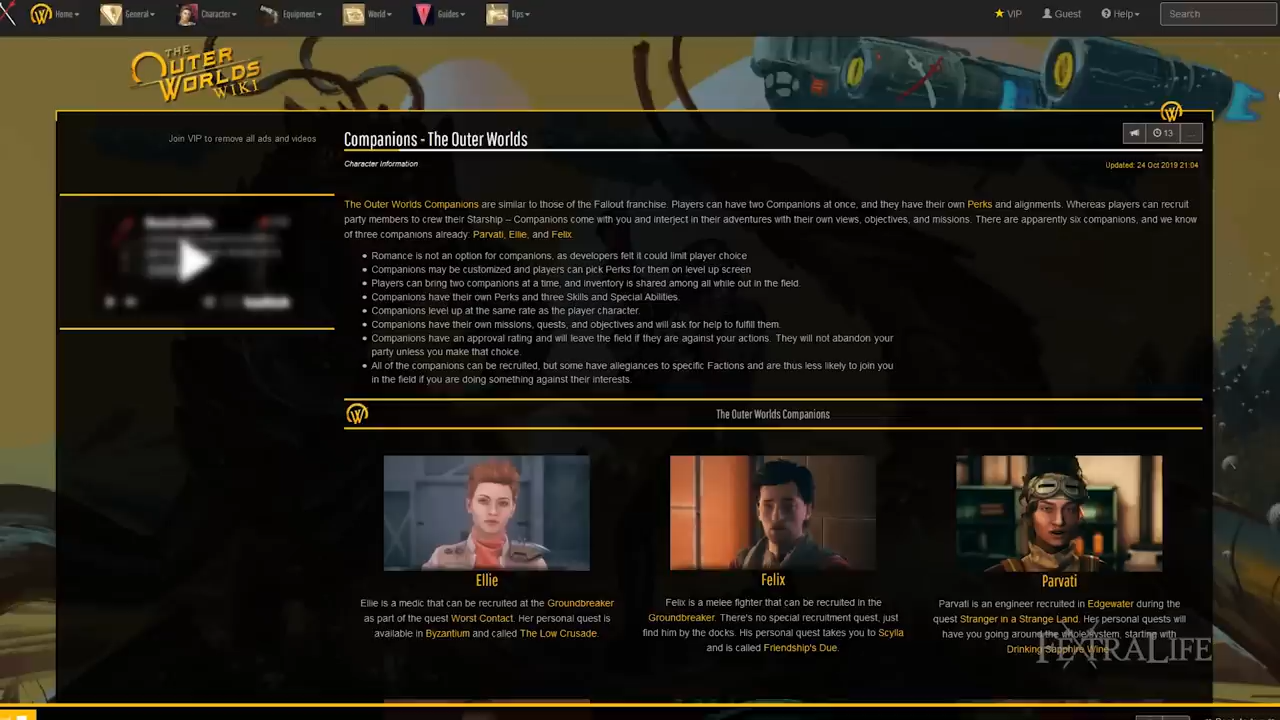 Home
General
Character
Equipment
World
Guides
Tips
VIP
Guest
Help
Search
THE OUTER WORLDS WIKI
Join VIP to remove all ads and videos
Companions - The Outer Worlds
13
...
Character Information
Updated: 24 Oct 2019 21:04
The Outer Worlds Companions are similar to those of the Fallout franchise. Players can have two Companions at once, and they have their own Perks and alignments. Whereas players can recruit
party members to crew their Starship – Companions come with you and interject in their adventures with their own views, objectives, and missions. There are apparently six companions, and we know
of three companions already: Parvati, Ellie, and Felix
Romance is not an option for companions, as developers felt it could limit player choice
Companions may be customized and players can pick Perks for them on level up screen
Players can bring two companions at a time, and inventory is shared among all while out in the field.
Companions have their own Perks and three Skills and Special Abilities.
Companions level up at the same rate as the player character.
Companions have their own missions, quests, and objectives and will ask for help to fulfill them.
Companions have an approval rating and will leave the field if they are against your actions. They will not abandon your
party unless you make that choice.
All of the companions can be recruited, but some have allegiances to specific Factions and are thus less likely to join you
in the field if you are doing something against their interests.
The Outer Worlds Companions
Ellie
Ellie is a medic that can be recruited at the Groundbreaker
as part of the quest Worst Contact. Her personal quest is
available in Byzantium and called The Low Crusade.
Felix
Felix is a melee fighter that can be recruited in the
Groundbreaker. There's no special recruitment quest, just
find him by the docks. His personal quest takes you to Scylla
and is called Friendship's Due.
Parvati
Parvati is an engineer recruited in Edgewater during the
quest Stranger in a Strange Land. Her personal quests will
have you going around the whole system, starting with
Drinking Sapphire Wine.
FEXTRALIFE